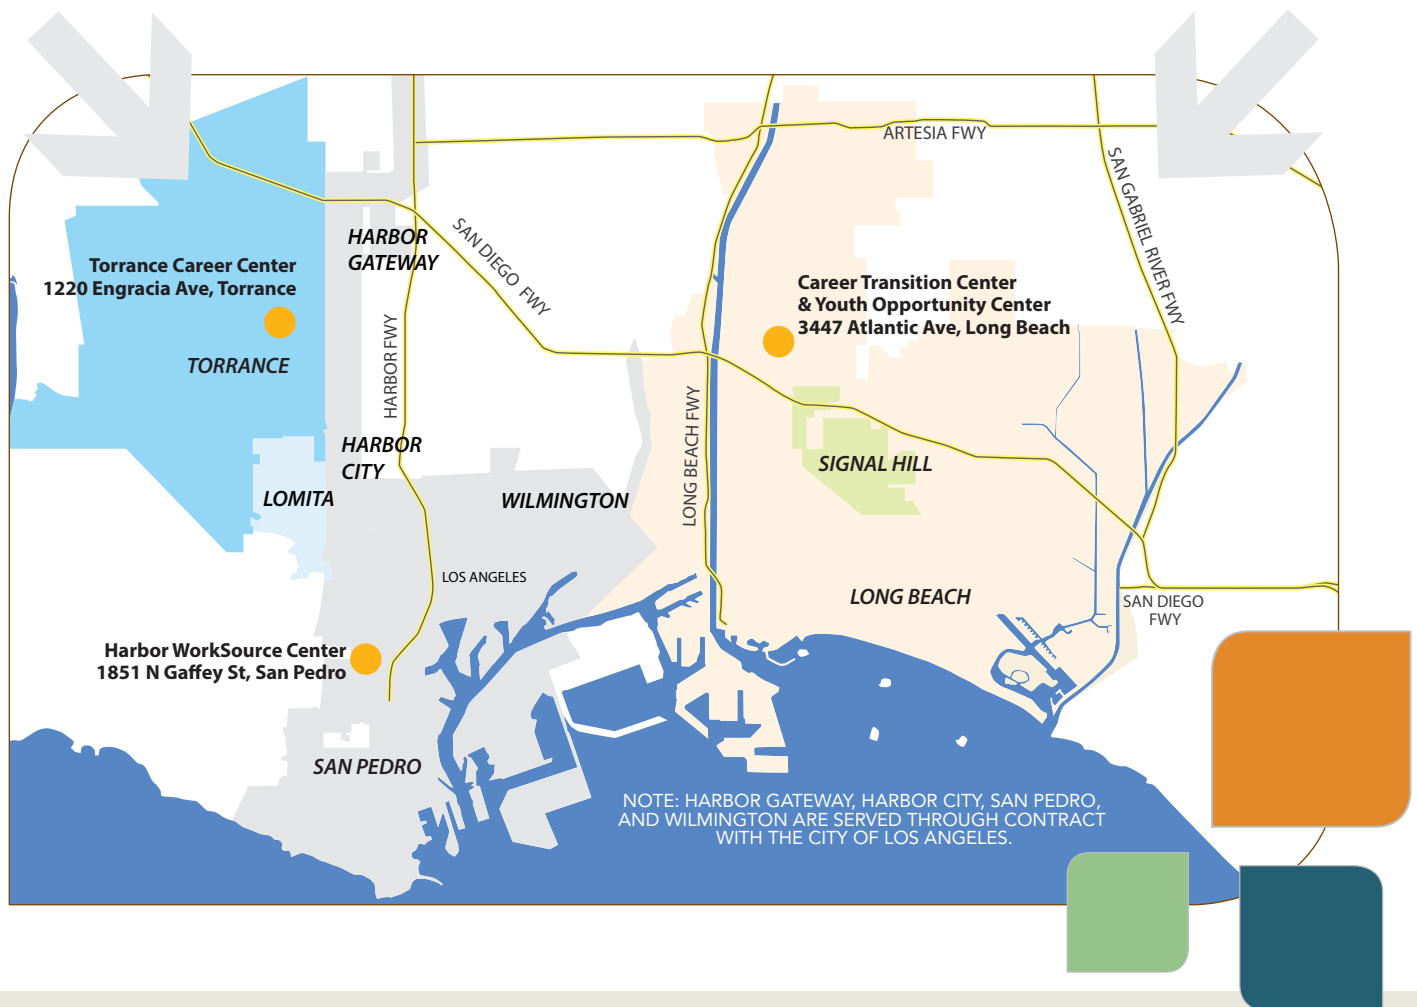 ARTESIA FWY
SAN GABRIEL RIVER FWY
HARBOR
GATEWAY
SAN DIEGO FWY
Torrance Career Center
1220 Engracia Ave, Torrance
Career Transition Center
& Youth Opportunity Center
3447 Atlantic Ave, Long Beach
TORRANCE
HARBOR FWY
LONG BEACH FWY
HARBOR
CITY
SIGNAL HILL
LOMITA
WILMINGTON
LOS ANGELES
LONG BEACH
SAN DIEGO
FWY
Harbor WorkSource Center
1851 N Gaffey St, San Pedro
SAN PEDRO
NOTE: HARBOR GATEWAY, HARBOR CITY, SAN PEDRO,
AND WILMINGTON ARE SERVED THROUGH CONTRACT
WITH THE CITY OF LOS ANGELES.